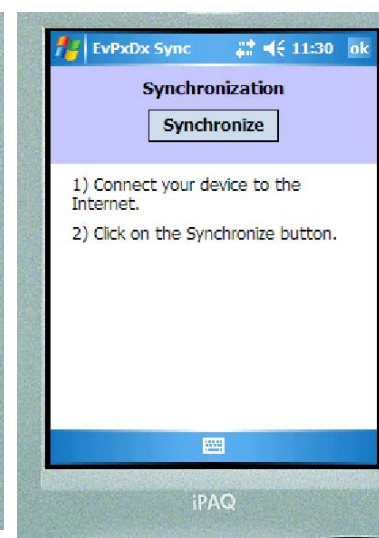 EvPxDx Sync 11:30 ok
Synchronization
Synchronize
1) Connect your device to the
Internet.
2) Click on the Synchronize button.
iPAQ